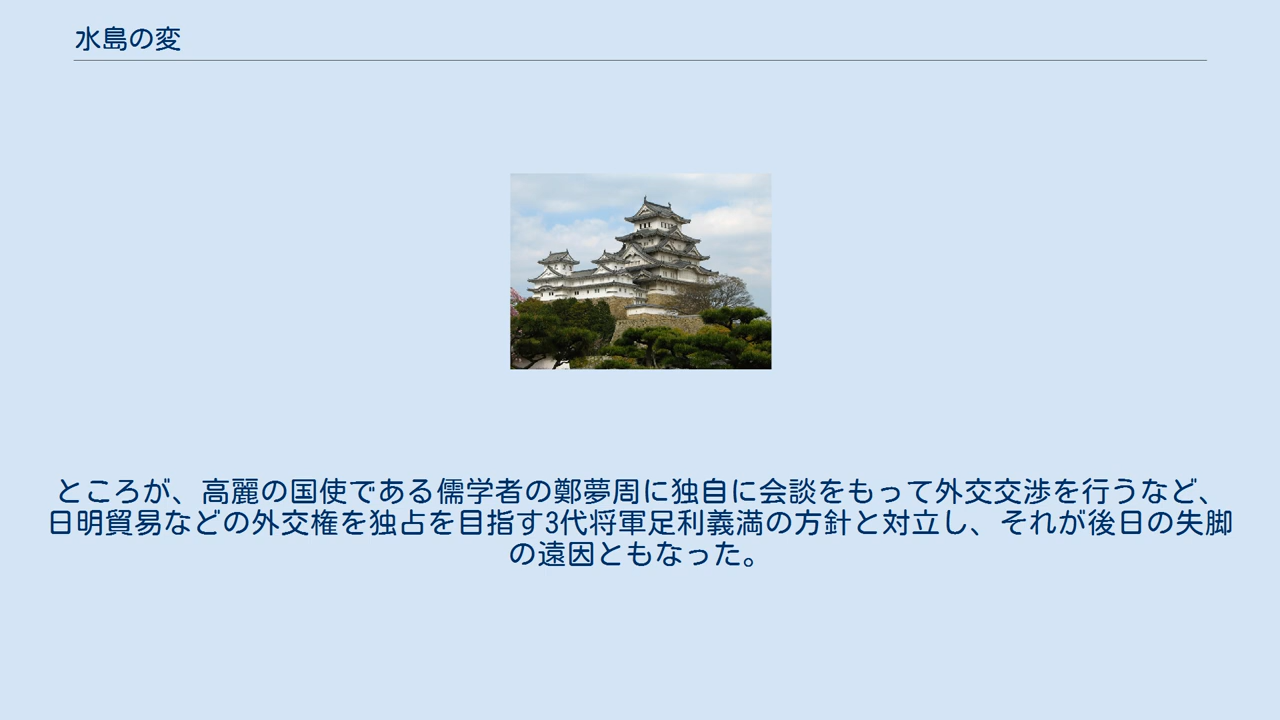 水島の変
ところが、高麗の国使である儒学者の鄭夢周に独自に会談をもって外交交渉を行うなど、
日明貿易などの外交権を独占を目指す3代将軍足利義満の方針と対立し、それが後日の失脚
の遠因ともなった。